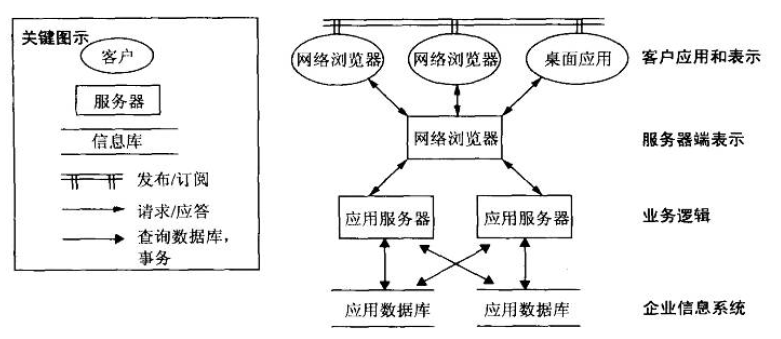 关键图示
客户
服务器
信息库
发布/订阅
请求/应答
查询数据库，
事务
网络浏览器 网络浏览器 桌面应用 客户应用和表示
网络浏览器 服务器端表示
应用服务器 应用服务器 业务逻辑
应用数据库 应用数据库 企业信息系统